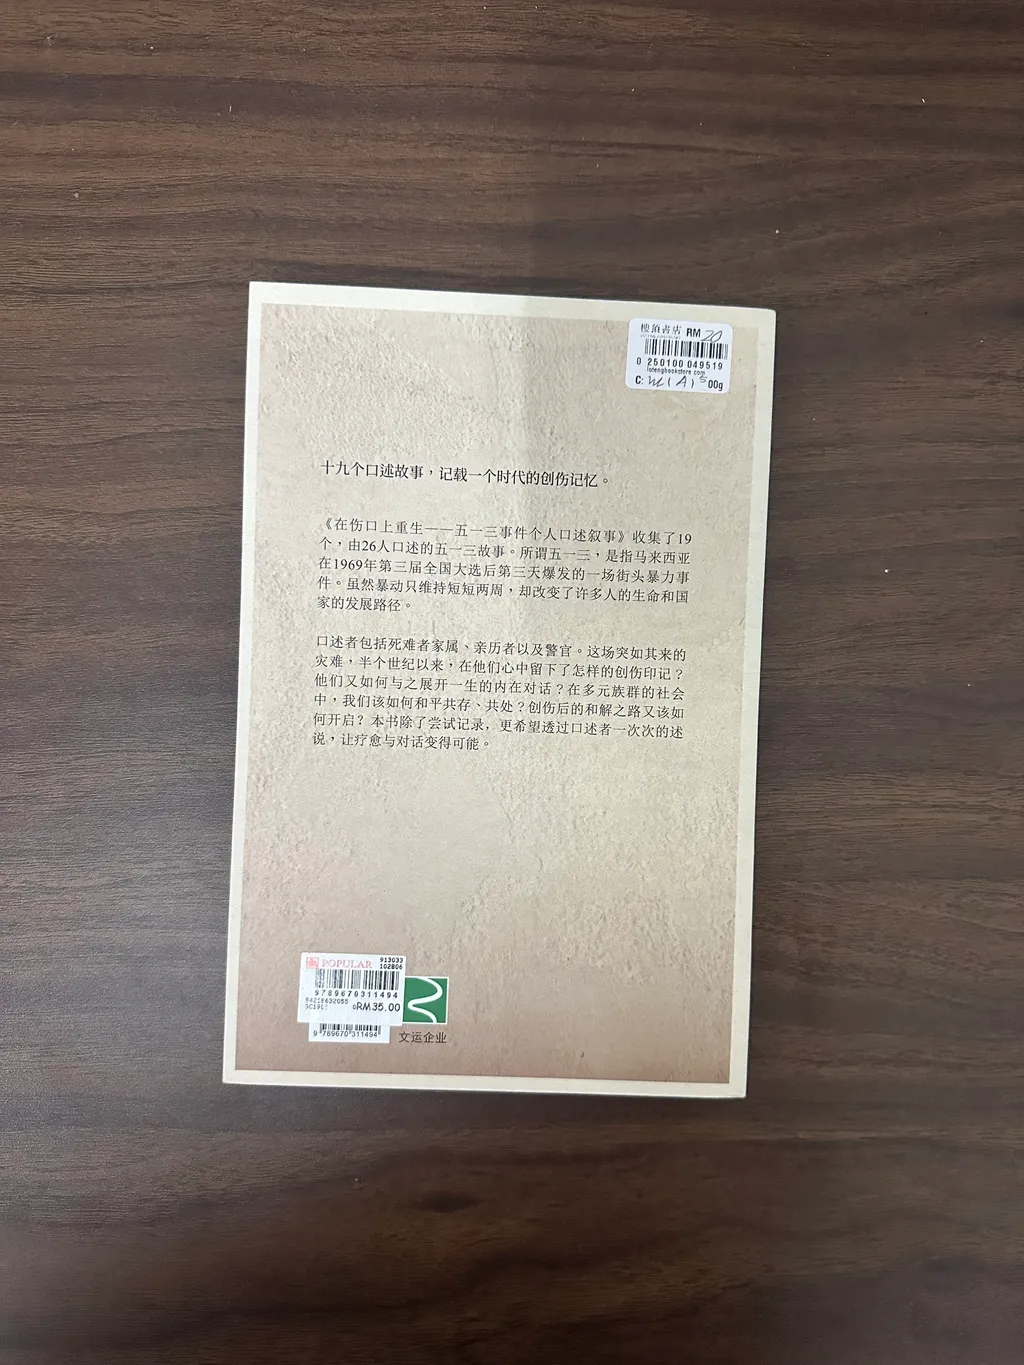 樓滴書店 RM 20
0 250100 049519
lotengbookstore.com
C: 00g
十九个口述故事，记载一个时代的创伤记忆。
《在伤口上重生——五一三事件个人口述叙事》收集了19
个，由26人口述的五一三故事。所谓五一三，是指马来西亚
在1969年第三届全国大选后第三天爆发的一场街头暴力事
件。虽然暴动只维持短短两周，却改变了许多人的生命和国
家的发展路径。
口述者包括死难者家属、亲历者以及警官。这场突如其来的
灾难，半个世纪以来，在他们心中留下了怎样的创伤印记？
他们又如何与之展开一生的内在对话？在多元族群的社会
中，我们该如何和平共存、共处？创伤后的和解之路又该如
何开启？本书除了尝试记录，更希望透过口述者一次次的述
说，让疗愈与对话变得可能。
POPULAR 913033
102806
9789670311494
94218632055
RM35.00
9 789670 311494
文运企业